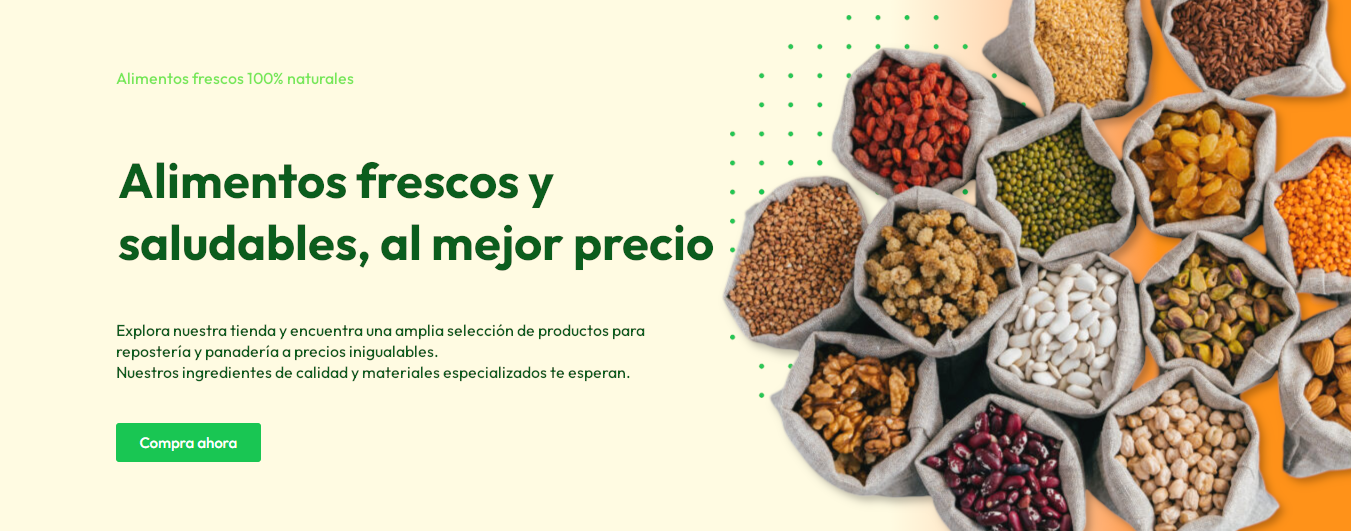 Alimentos frescos 100% naturales
Alimentos frescos y
saludables, al mejor precio
Explora nuestra tienda y encuentra una amplia selección de productos para
repostería y panadería a precios inigualables.
Nuestros ingredientes de calidad y materiales especializados te esperan.
Compra ahora